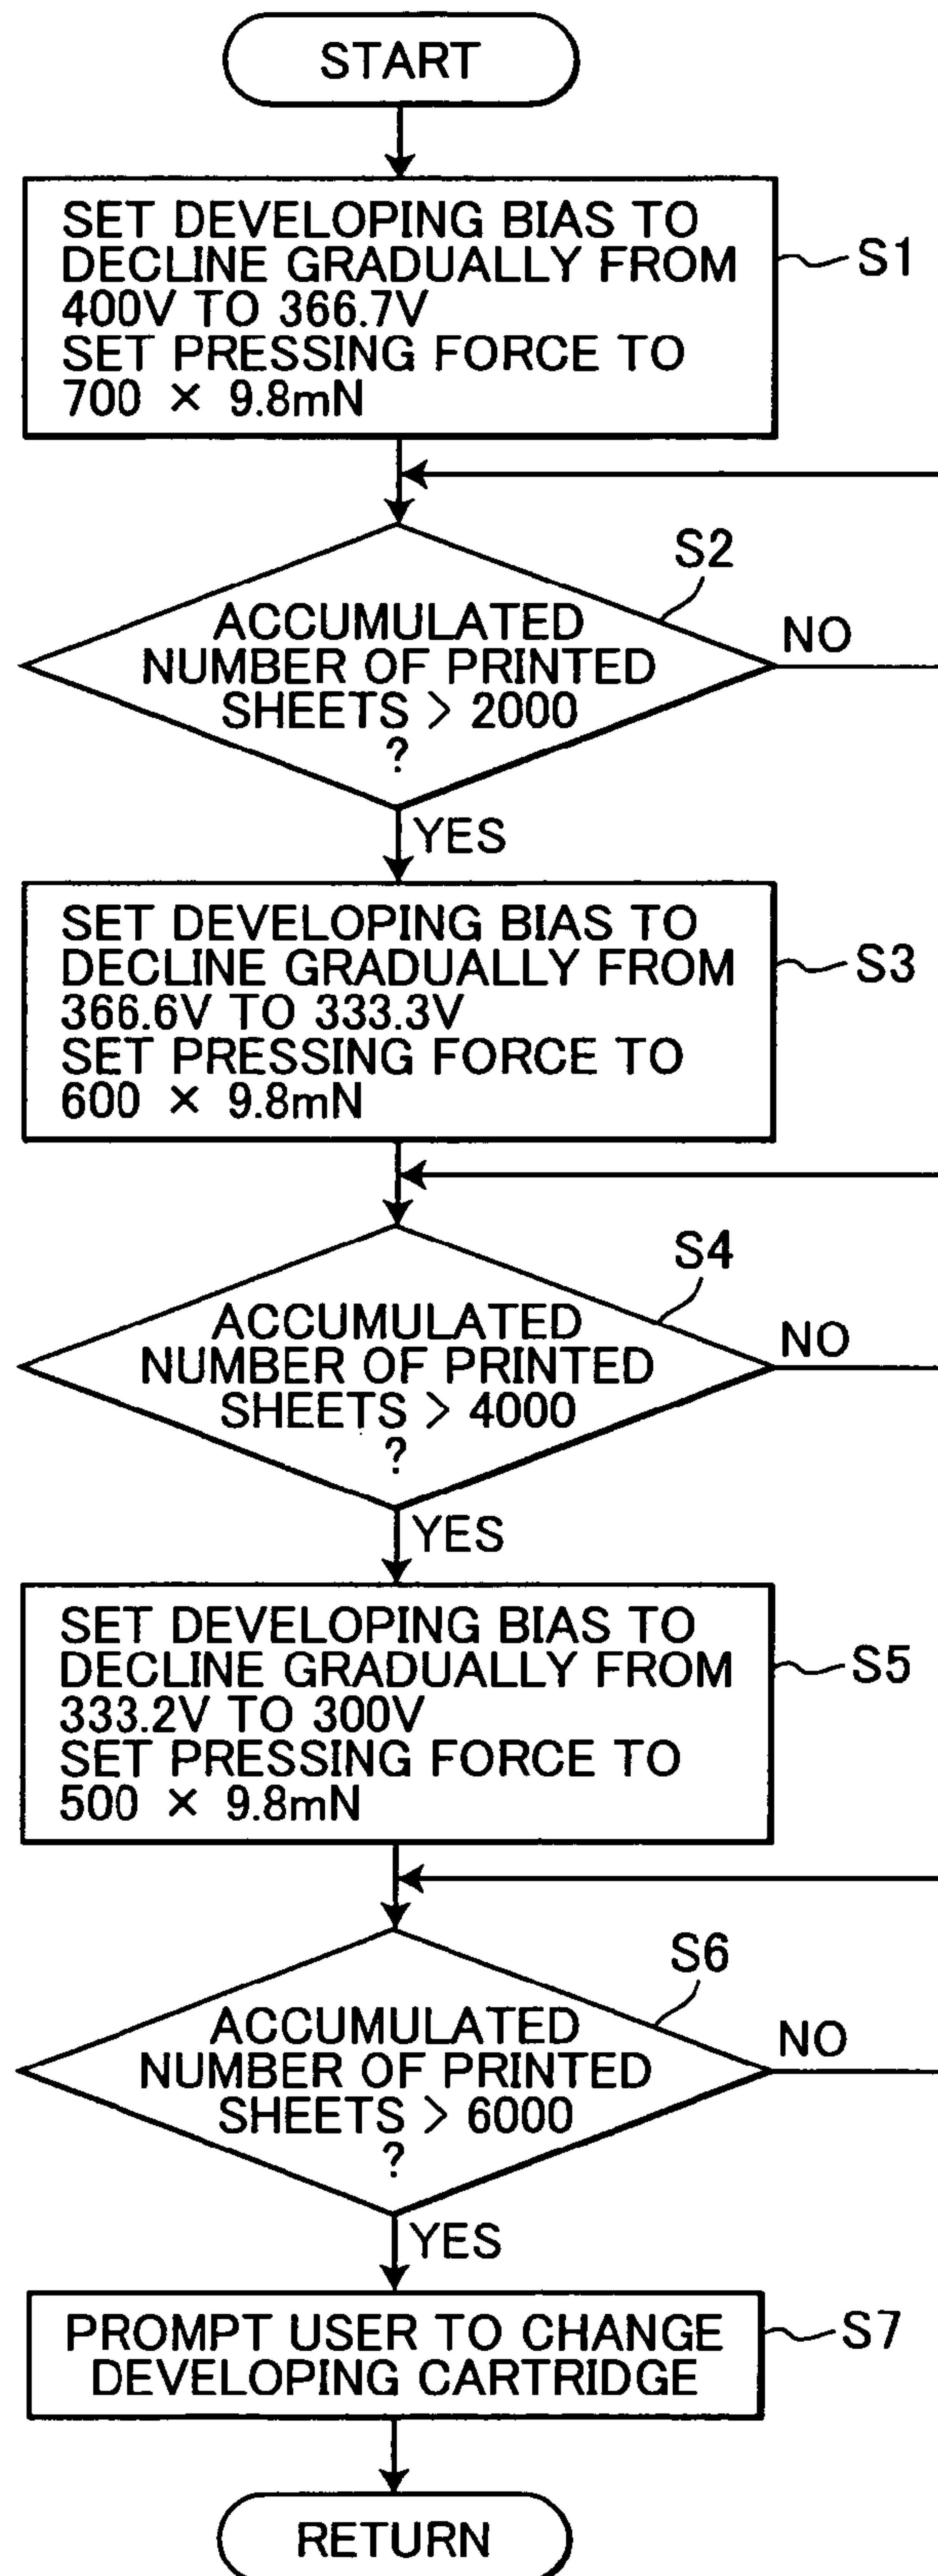 START
SET DEVELOPING BIAS TO
DECLINE GRADUALLY FROM
400V TO 366.7V
SET PRESSING FORCE TO
700 × 9.8mN
S1
S2
ACCUMULATED
NUMBER OF PRINTED
SHEETS > 2000
?
NO
YES
SET DEVELOPING BIAS TO
DECLINE GRADUALLY FROM
366.6V TO 333.3V
SET PRESSING FORCE TO
600 × 9.8mN
S3
S4
ACCUMULATED
NUMBER OF PRINTED
SHEETS > 4000
?
NO
YES
SET DEVELOPING BIAS TO
DECLINE GRADUALLY FROM
333.2V TO 300V
SET PRESSING FORCE TO
500 × 9.8mN
S5
S6
ACCUMULATED
NUMBER OF PRINTED
SHEETS > 6000
?
NO
YES
PROMPT USER TO CHANGE
DEVELOPING CARTRIDGE
S7
RETURN